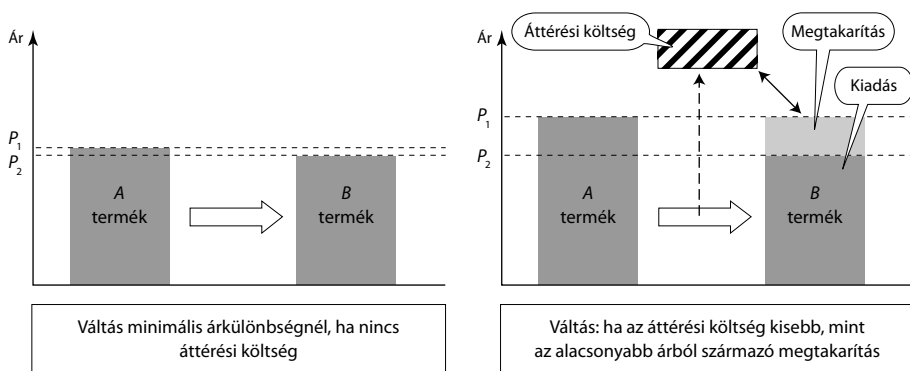 Ár
P1
P2
A
termék
B
termék
Váltás minimális árkülönbségnél, ha nincs
áttérési költség
Ár
Áttérési költség
Megtakarítás
Kiadás
P1
P2
A
termék
B
termék
Váltás: ha az áttérési költség kisebb, mint
az alacsonyabb árból származó megtakarítás